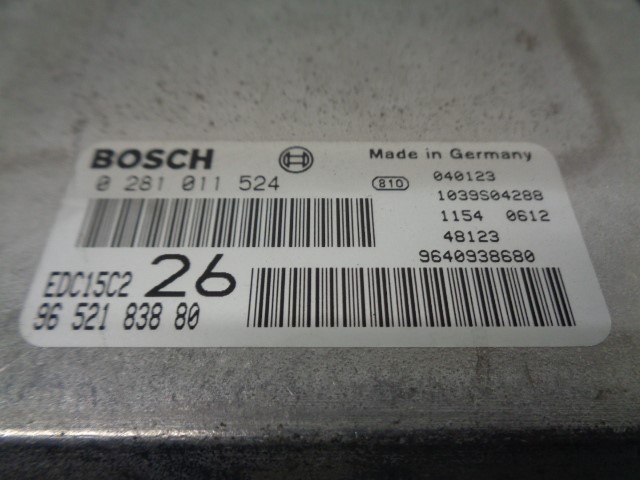 BOSCH
0 281 011 524
EDC15C2 26
96 521 838 80
Made in Germany
810 040123
1039S04288
1154 0612
48123
9640938680